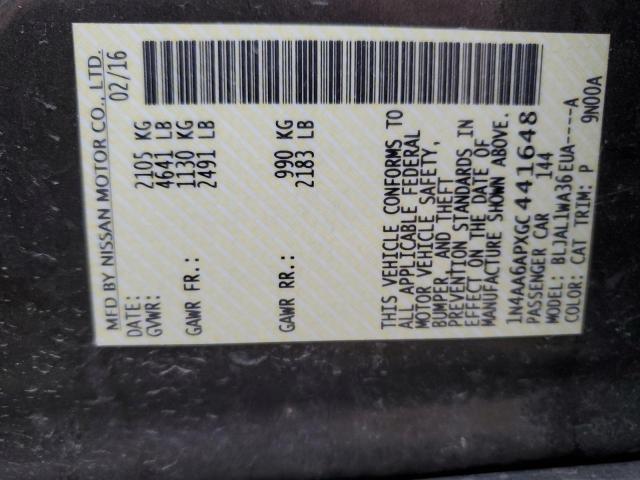 MFD BY NISSAN MOTOR CO., LTD.
DATE: 02/16
GVWR: 2105 KG
4641 LB
GAWR FR.: 1130 KG
2491 LB
GAWR RR.: 990 KG
2183 LB
THIS VEHICLE CONFORMS TO
ALL APPLICABLE FEDERAL
MOTOR VEHICLE SAFETY,
BUMPER, AND THEFT
PREVENTION STANDARDS IN
EFFECT ON THE DATE OF
MANUFACTURE SHOWN ABOVE.
1N4AA6APXGC441648
PASSENGER CAR 144
MODEL: BLJALIWA36EUA----A
COLOR: CAT TRIM: P 9N00A